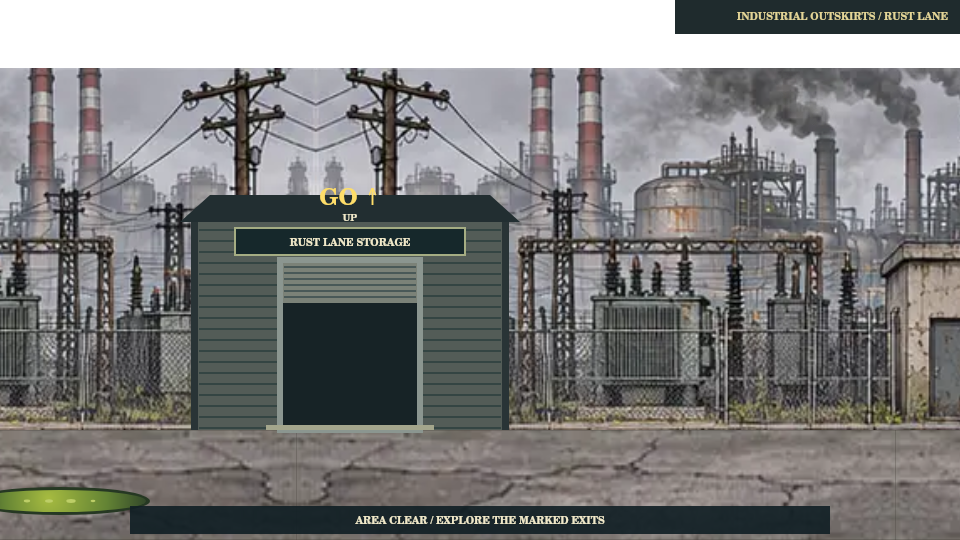 INDUSTRIAL OUTSKIRTS / RUST LANE
GO ↑
UP
RUST LANE STORAGE
AREA CLEAR / EXPLORE THE MARKED EXITS